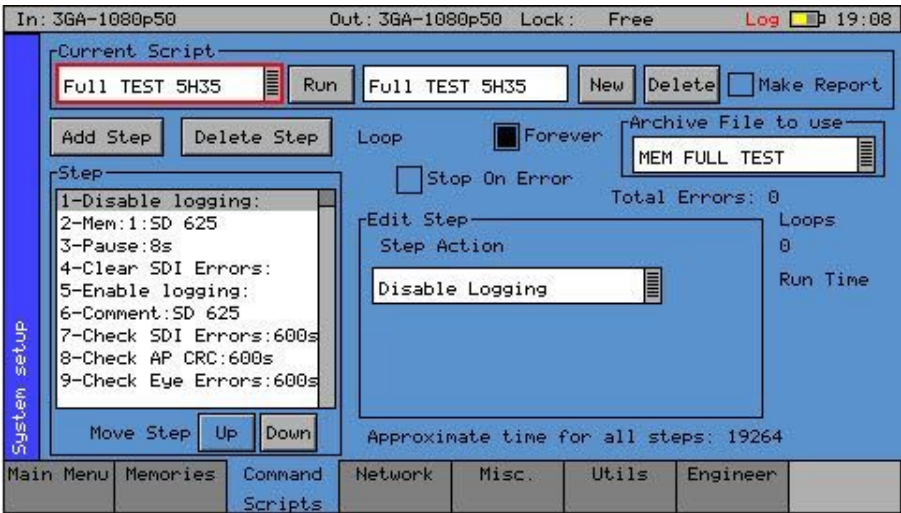 In: 3GA-1080p50 Out: 3GA-1080p50 Lock: Free Log 19:08
Current Script
Full TEST 5H35 Run Full TEST 5H35 New Delete Make Report
Add Step Delete Step Loop Forever
Archive File to use
MEM FULL TEST
Stop On Error
Total Errors: 0
Step
1-Disable logging:
2-Mem:1:SD 625
3-Pause:8s
4-Clear SDI Errors:
5-Enable logging:
6-Comment:SD 625
7-Check SDI Errors:600s
8-Check AP CRC:600s
9-Check Eye Errors:600s
Move Step Up Down
Edit Step
Step Action
Disable Logging
Loops
0
Run Time
Approximate time for all steps: 19264
System setup
Main Menu Memories Command Scripts Network Misc. Utils Engineer